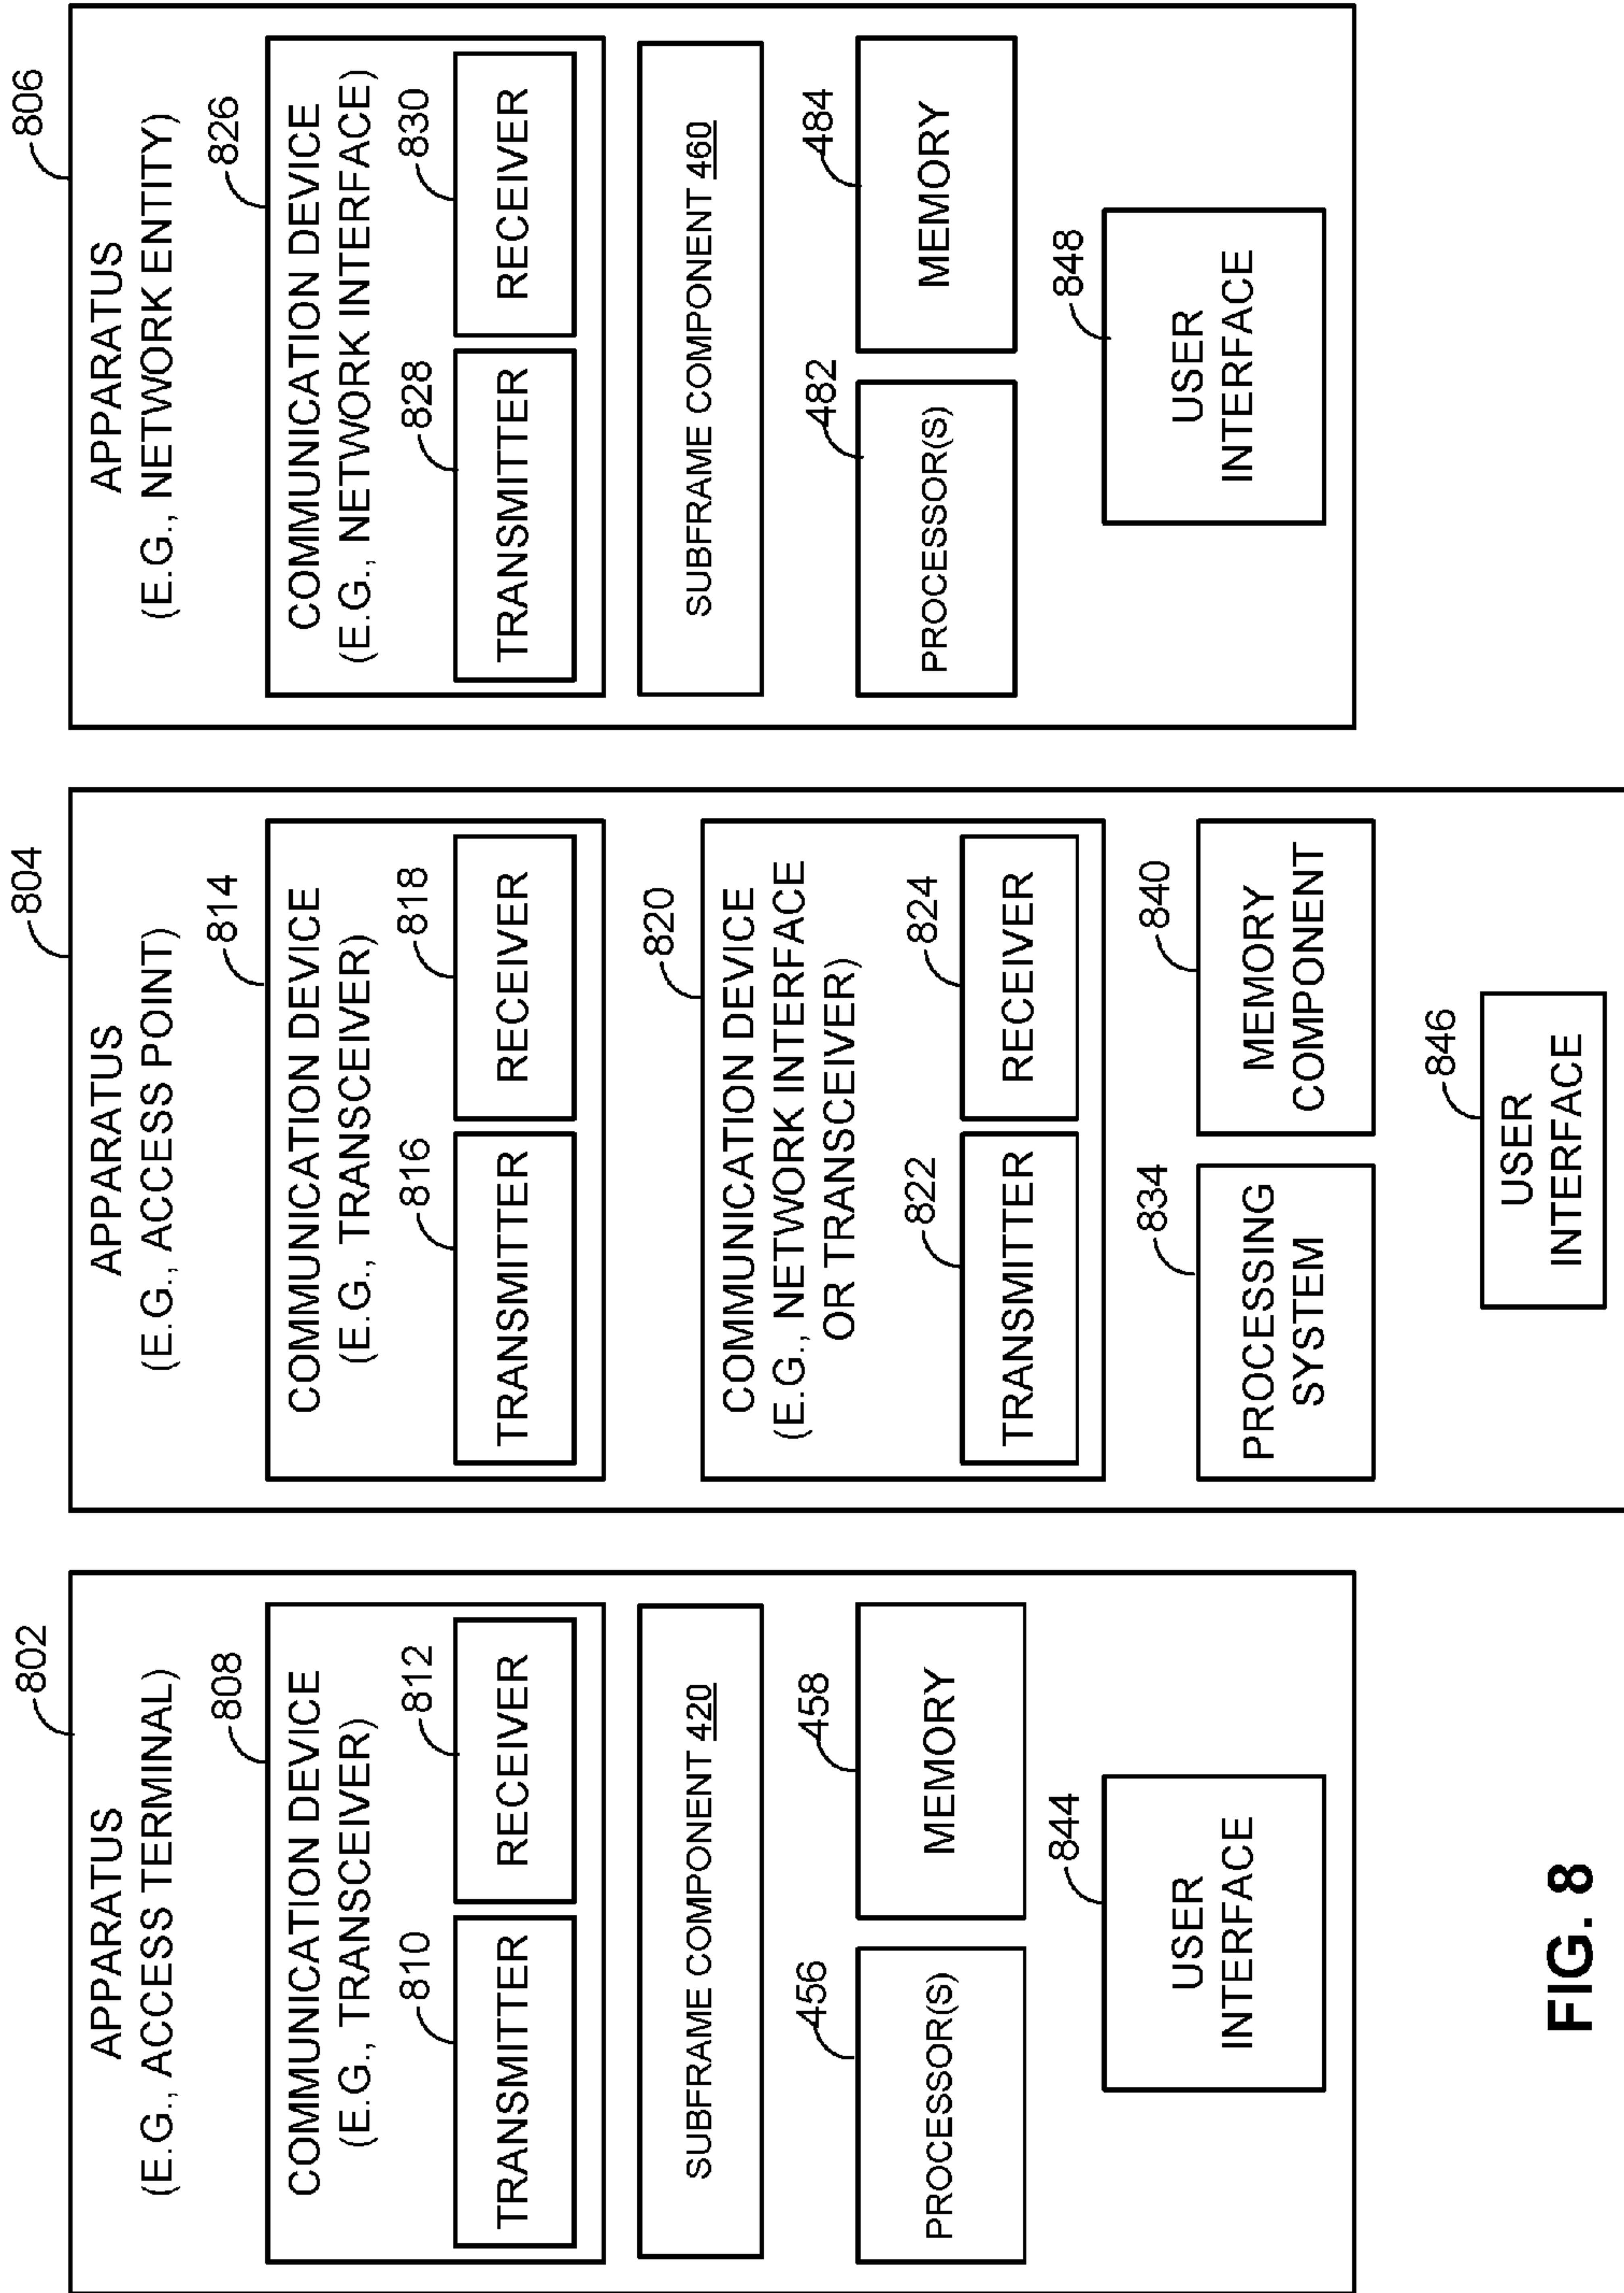 802
APPARATUS
(E.G., ACCESS TERMINAL)
808
COMMUNICATION DEVICE
(E.G., TRANSCEIVER)
810
812
TRANSMITTER
RECEIVER
SUBFRAME COMPONENT 420
456
458
PROCESSOR(S)
MEMORY
844
USER
INTERFACE
804
APPARATUS
(E.G., ACCESS POINT)
814
COMMUNICATION DEVICE
(E.G., TRANSCEIVER)
816
818
TRANSMITTER
RECEIVER
820
COMMUNICATION DEVICE
(E.G., NETWORK INTERFACE
OR TRANSCEIVER)
822
824
TRANSMITTER
RECEIVER
834
840
PROCESSING
SYSTEM
MEMORY
COMPONENT
846
USER
INTERFACE
806
APPARATUS
(E.G., NETWORK ENTITY)
826
COMMUNICATION DEVICE
(E.G., NETWORK INTERFACE)
828
830
TRANSMITTER
RECEIVER
SUBFRAME COMPONENT 460
482
484
PROCESSOR(S)
MEMORY
848
USER
INTERFACE
FIG. 8